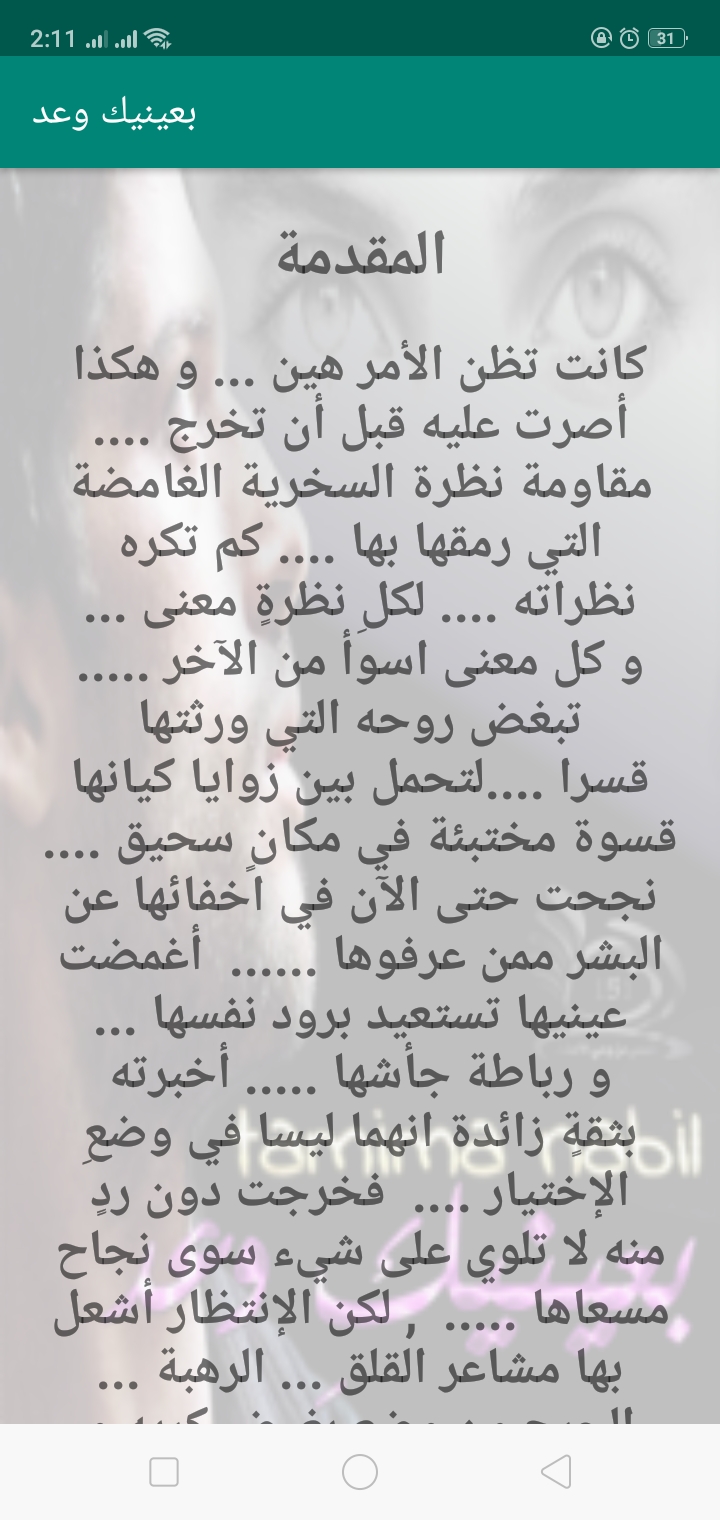 2:11
31
بعينيك وعد
المقدمة
كانت تظن الأمر هين ... و هكذا
أصرت عليه قبل أن تخرج ....
مقاومة نظرة السخرية الغامضة
التي رمقها بها .... كم تكره
نظراته .... لكلِ نظرةٍ معنى ...
و كل معنى اسوأ من الآخر .....
تبغض روحه التي ورثتها
قسرا ....لتحمل بين زوايا كيانها
قسوة مختبئة في مكانٍ سحيق ....
نجحت حتى الآن في اخفائها عن
البشر ممن عرفوها ...... أغمضت
عينيها تستعيد برود نفسها ...
و رباطة جأشها ..... أخبرته
بثقةٍ زائدة انهما ليسا في وضعِ
الإختيار .... فخرجت دون ردٍ
منه لا تلوي على شيء سوى نجاح
مسعاها ..... , لكن الإنتظار أشعل
بها مشاعر القلق ... الرهبة ...
tamima nabil
بعينيك وعد